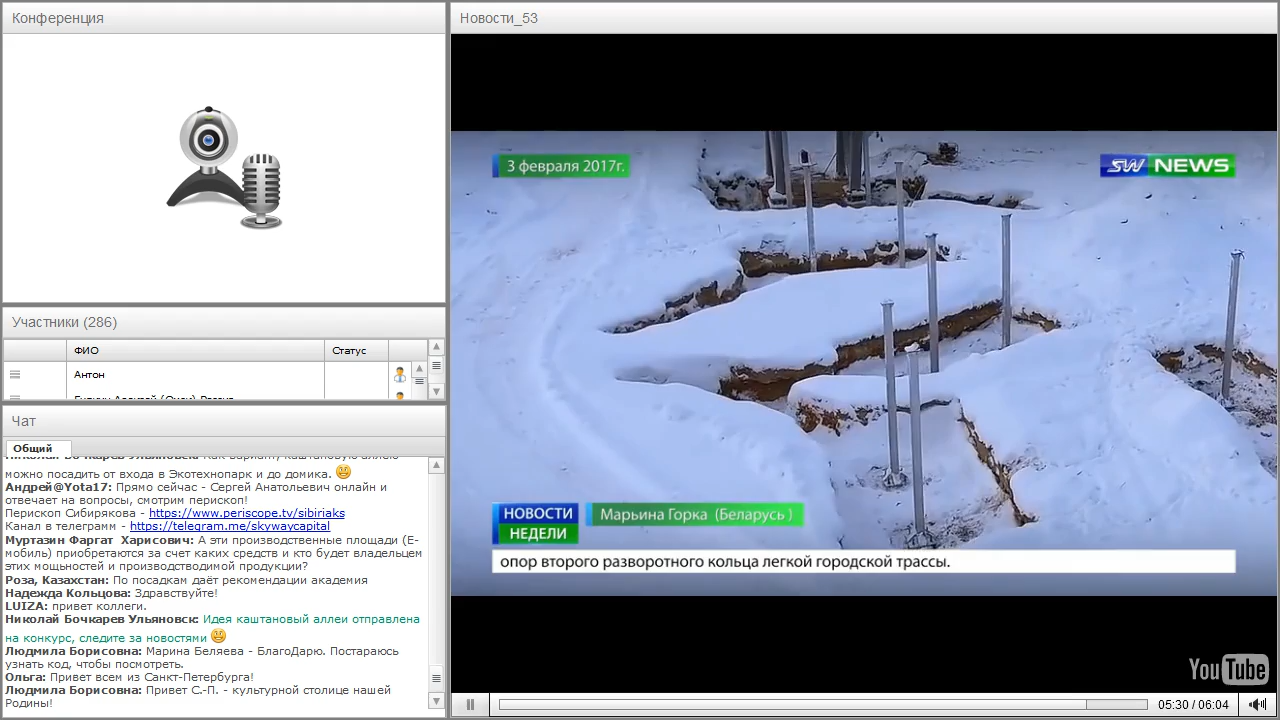 Конференция
Участники (286)
ФИО
Статус
Антон
Чат
Общий
можно посадить от входа в Экотехнопарк и до домика.
Андрей@Yota17: Прямо сейчас - Сергей Анатольевич онлайн и
отвечает на вопросы, смотрим перископ!
Перископ Сибирякова - https://www.periscope.tv/sibiriaks
Канал в телеграмм - https://telegram.me/skywaycapital
Муртазин Фаргат Харисович: А эти производственные площади (Е-
мобиль) приобретаются за счет каких средств и кто будет владельцем
этих мощьностей и производтсводимой продукции?
Роза, Казахстан: По посадкам даёт рекомендации академия
Надежда Кольцова: Здравствуйте!
LUIZA: привет коллеги.
Николай Бочкарев Ульяновск: Идея каштановый аллеи отправлена
на конкурс, следите за новостями
Людмила Борисовна: Марина Беляева - БлагоДарю. Постараюсь
узнать код, чтобы посмотреть.
Ольга: Привет всем из Санкт-Петербурга!
Людмила Борисовна: Привет С.-П. - культурной столице нашей
Родины!
Новости_53
3 февраля 2017г.
SW NEWS
НОВОСТИ
НЕДЕЛИ
Марьина Горка (Беларусь )
опор второго разворотного кольца легкой городской трассы.
YouTube
05:30 / 06:04